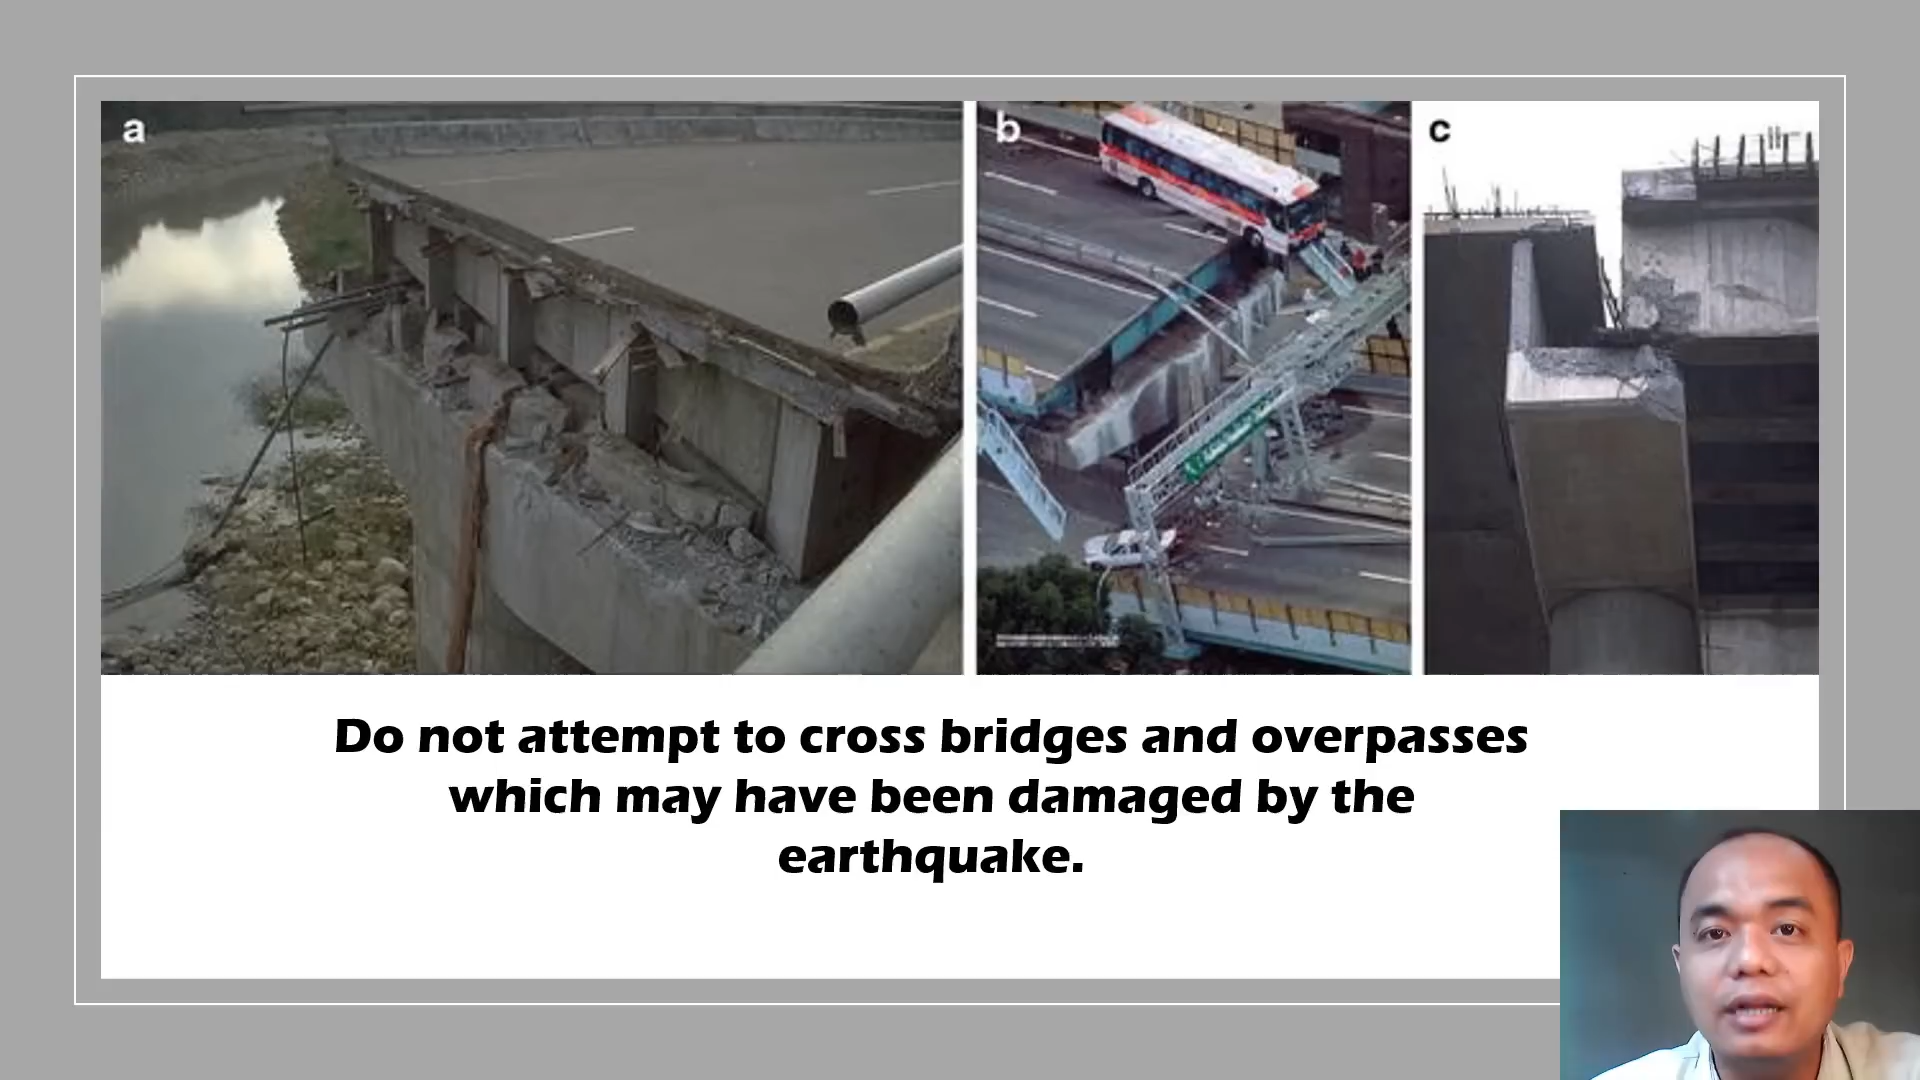 a
b
c
Do not attempt to cross bridges and overpasses
which may have been damaged by the
earthquake.